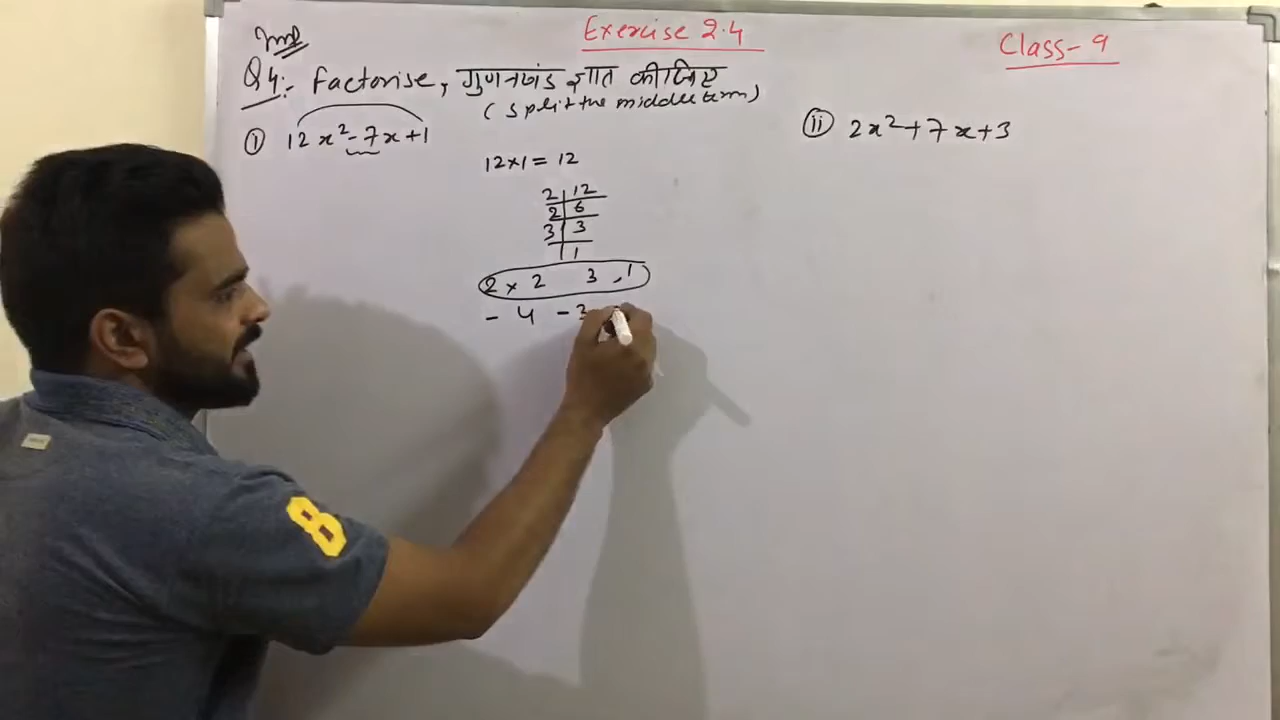 Exercise 2.4
Class-9
Imp
Q4:- Factorise, गुणनखंड ज्ञात कीजिए
(split the middle term)
(i) 12x²-7x+1
12×1=12
2|12
2|6
3|3
|1
2×2 3,1
-4 -3
(ii) 2x²+7x+3
8